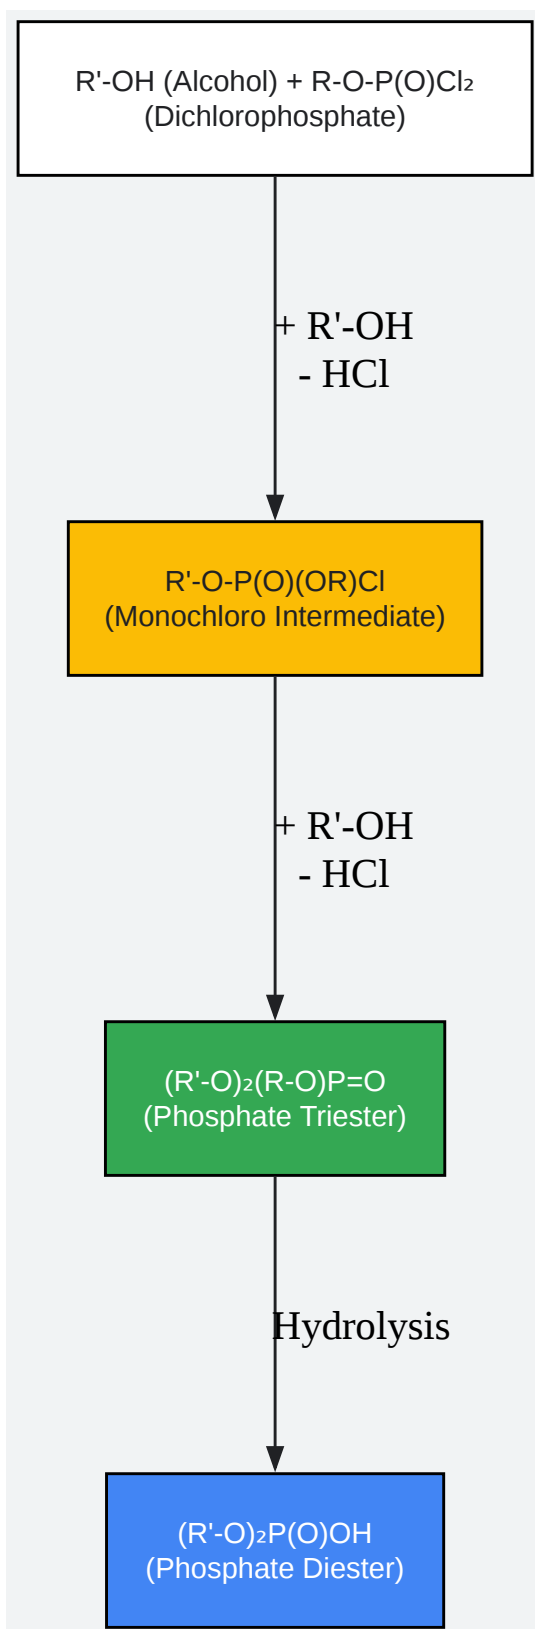 R'-OH (Alcohol) + R-O-P(O)Cl₂
(Dichlorophosphate)
+ R'-OH
- HCl
R'-O-P(O)(OR)Cl
(Monochloro Intermediate)
+ R'-OH
- HCl
(R'-O)₂(R-O)P=O
(Phosphate Triester)
Hydrolysis
(R'-O)₂P(O)OH
(Phosphate Diester)